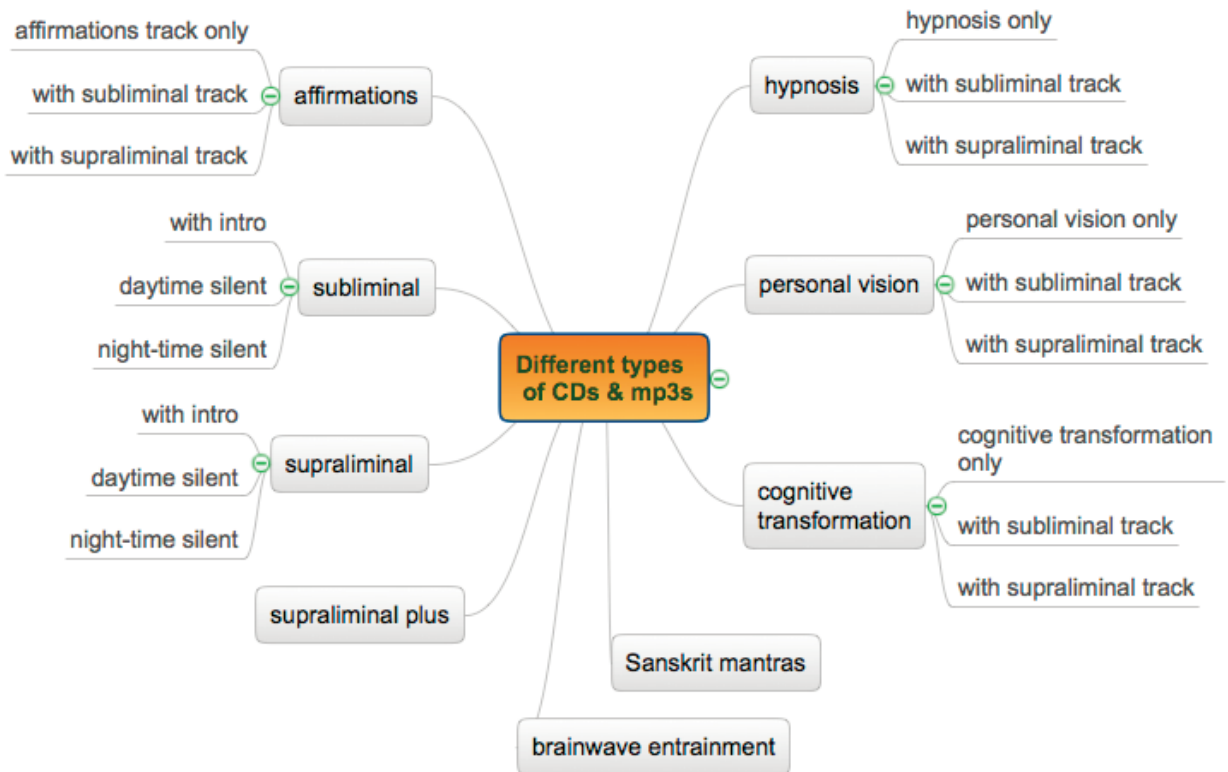 Different types
of CDs & mp3s
affirmations
affirmations track only
with subliminal track
with supraliminal track
subliminal
with intro
daytime silent
night-time silent
supraliminal
with intro
daytime silent
night-time silent
supraliminal plus
brainwave entrainment
Sanskrit mantras
hypnosis
hypnosis only
with subliminal track
with supraliminal track
personal vision
personal vision only
with subliminal track
with supraliminal track
cognitive
transformation
cognitive transformation
only
with subliminal track
with supraliminal track